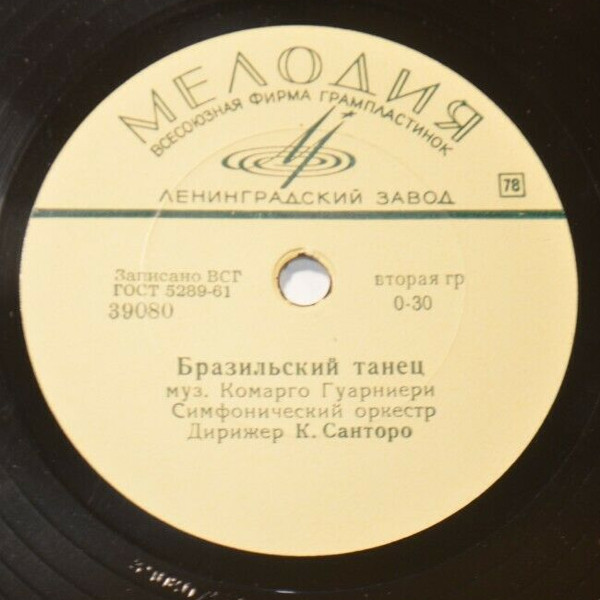 МЕЛОДИЯ
ВСЕСОЮЗНАЯ ФИРМА ГРАМПЛАСТИНОК
ЛЕНИНГРАДСКИЙ ЗАВОД
78
Записано ВСГ
ГОСТ 5289-61
39080
вторая гр
0-30
Бразильский танец
муз. Комарго Гуарниери
Симфонический оркестр
Дирижер К. Санторо